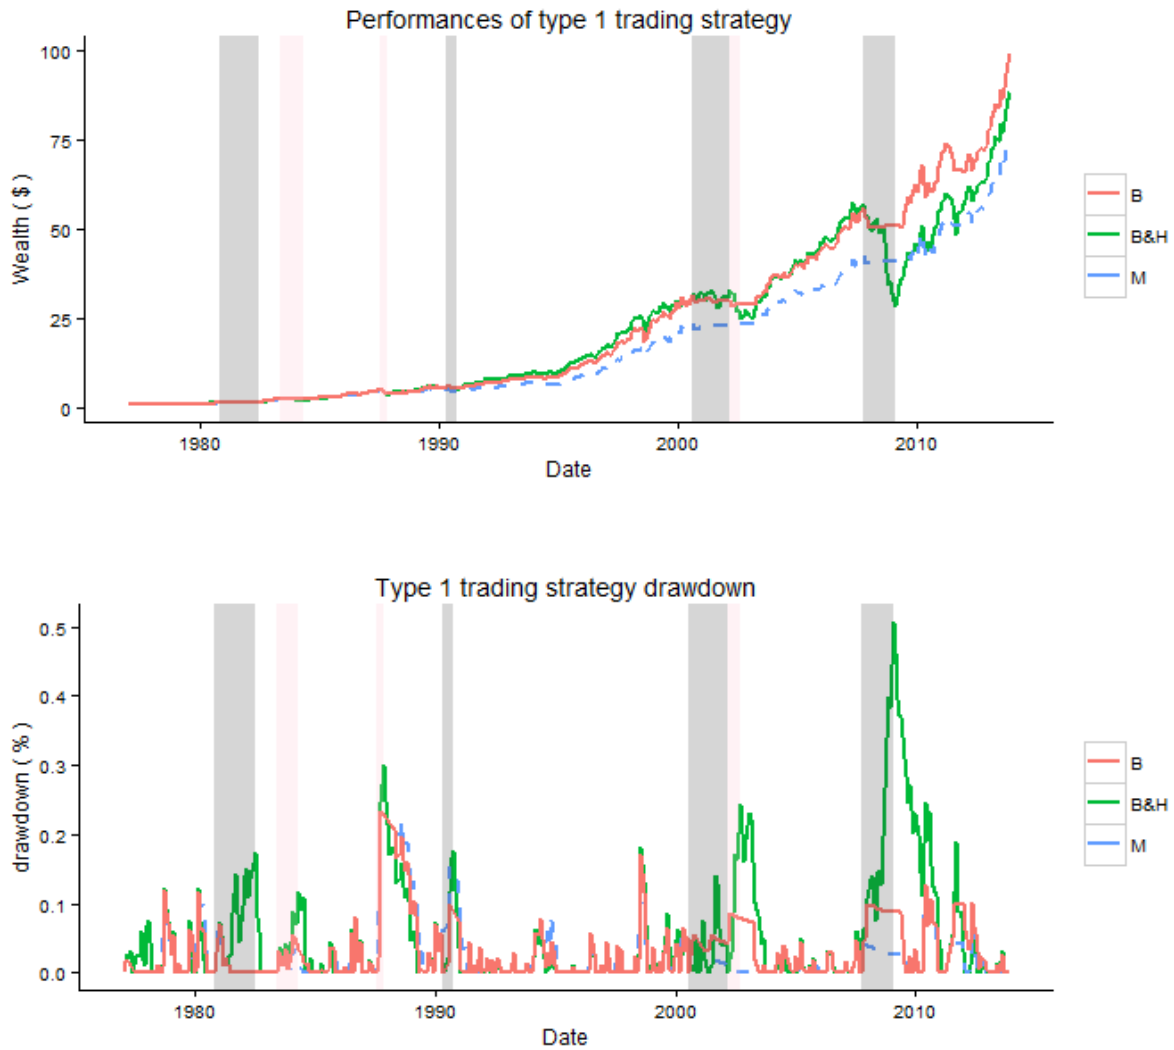 Performances of type 1 trading strategy
100
75
50
25
0
Wealth ( $ )
1980
1990
2000
2010
Date
B
B&H
M
Type 1 trading strategy drawdown
0.5
0.4
0.3
0.2
0.1
0.0
drawdown ( % )
1980
1990
2000
2010
Date
B
B&H
M